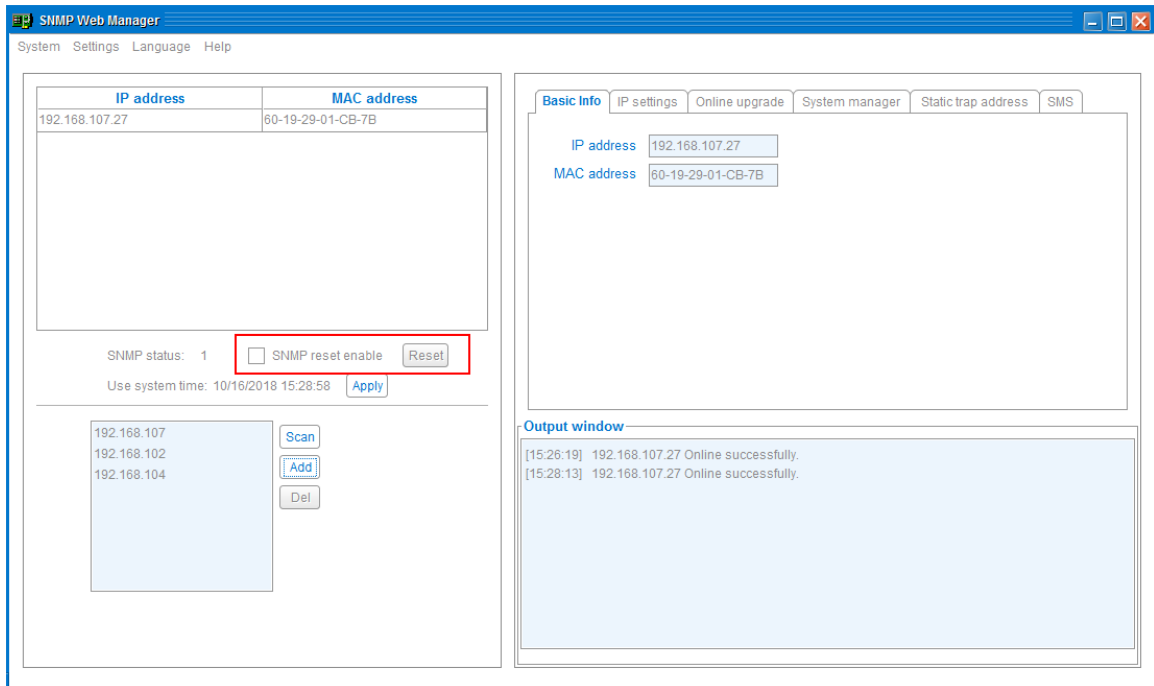 SNMP Web Manager
System Settings Language Help
IP address MAC address
192.168.107.27 60-19-29-01-CB-7B
SNMP status: 1 SNMP reset enable Reset
Use system time: 10/16/2018 15:28:58 Apply
192.168.107
192.168.102
192.168.104
Scan
Add
Del
Basic Info IP settings Online upgrade System manager Static trap address SMS
IP address 192.168.107.27
MAC address 60-19-29-01-CB-7B
Output window
[15:26:19] 192.168.107.27 Online successfully.
[15:28:13] 192.168.107.27 Online successfully.